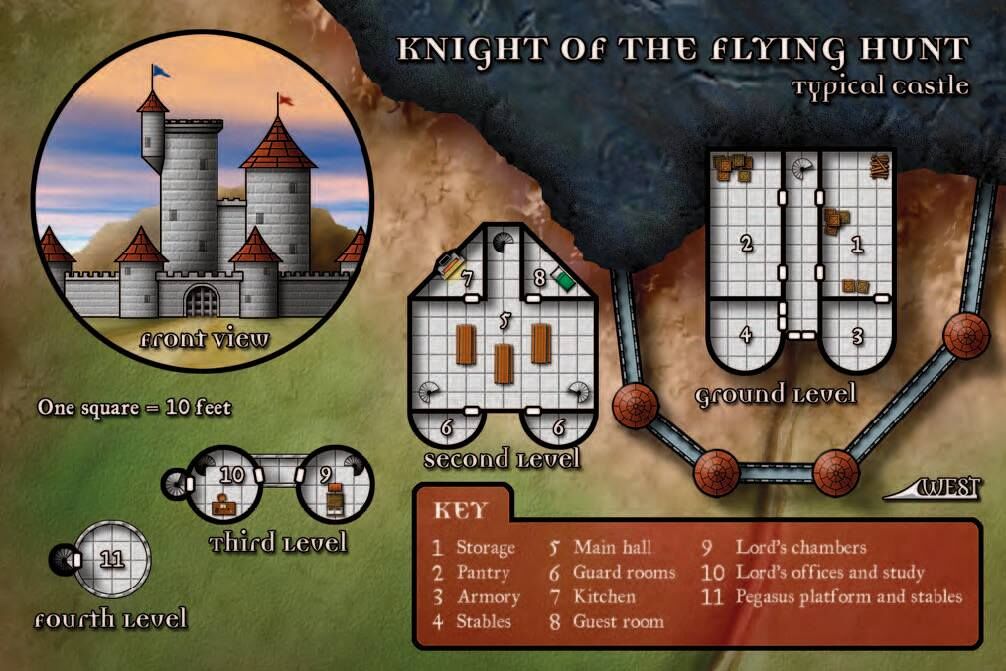 KNIGHT OF THE FLYING HUNT
Typical Castle
Front View
One square = 10 feet
2
1
4
3
Ground Level
7
8
5
6
6
Second Level
10
9
Third Level
11
Fourth Level
WEST
KEY
1 Storage
2 Pantry
3 Armory
4 Stables
5 Main hall
6 Guard rooms
7 Kitchen
8 Guest room
9 Lord's chambers
10 Lord's offices and study
11 Pegasus platform and stables